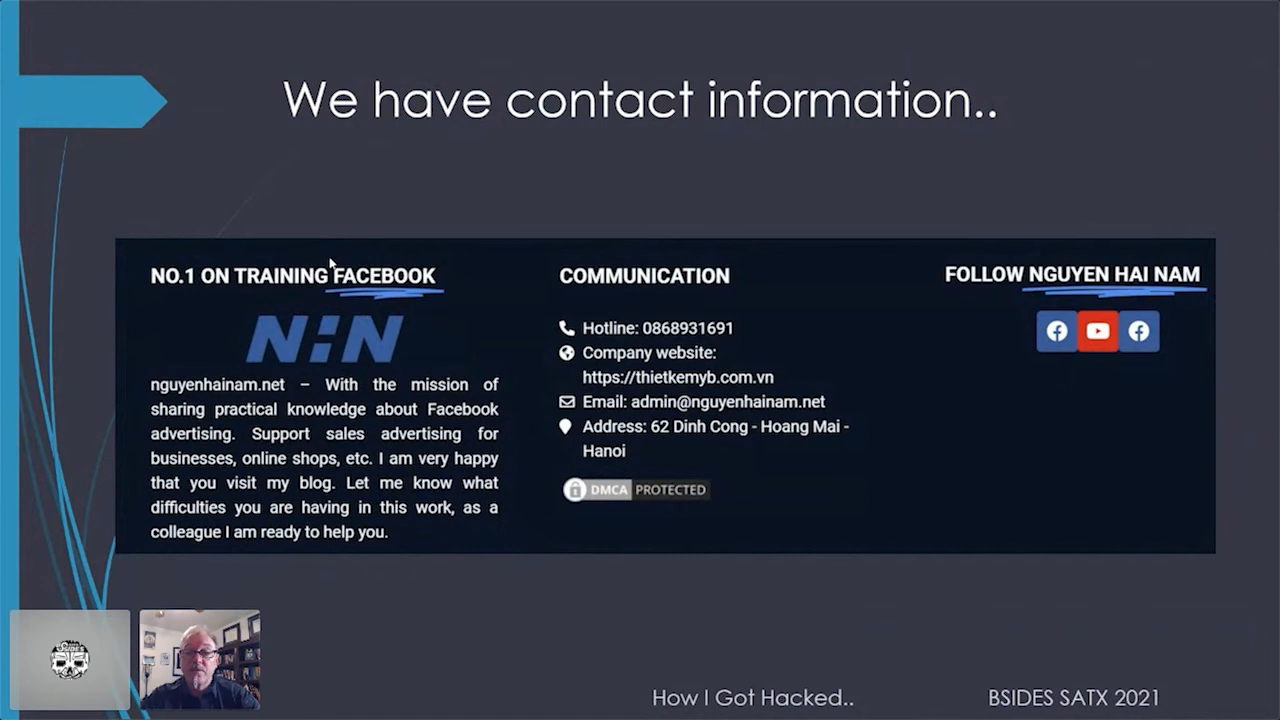 We have contact information..
NO.1 ON TRAINING FACEBOOK
NHN
nguyenhainam.net – With the mission of
sharing practical knowledge about Facebook
advertising. Support sales advertising for
businesses, online shops, etc. I am very happy
that you visit my blog. Let me know what
difficulties you are having in this work, as a
colleague I am ready to help you.
COMMUNICATION
Hotline: 0868931691
Company website:
https://thietkemyb.com.vn
Email: admin@nguyenhainam.net
Address: 62 Dinh Cong - Hoang Mai -
Hanoi
DMCA PROTECTED
FOLLOW NGUYEN HAI NAM
BSIDES
How I Got Hacked..
BSIDES SATX 2021